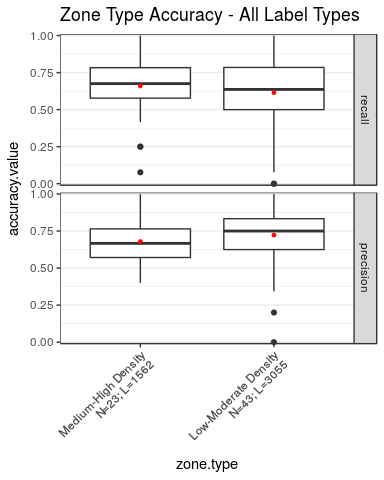 Zone Type Accuracy - All Label Types
accuracy.value
1.00
0.75
0.50
0.25
0.00
recall
1.00
0.75
0.50
0.25
0.00
precision
Medium-High Density
N=23; L=1562
Low-Moderate Density
N=43; L=3055
zone.type